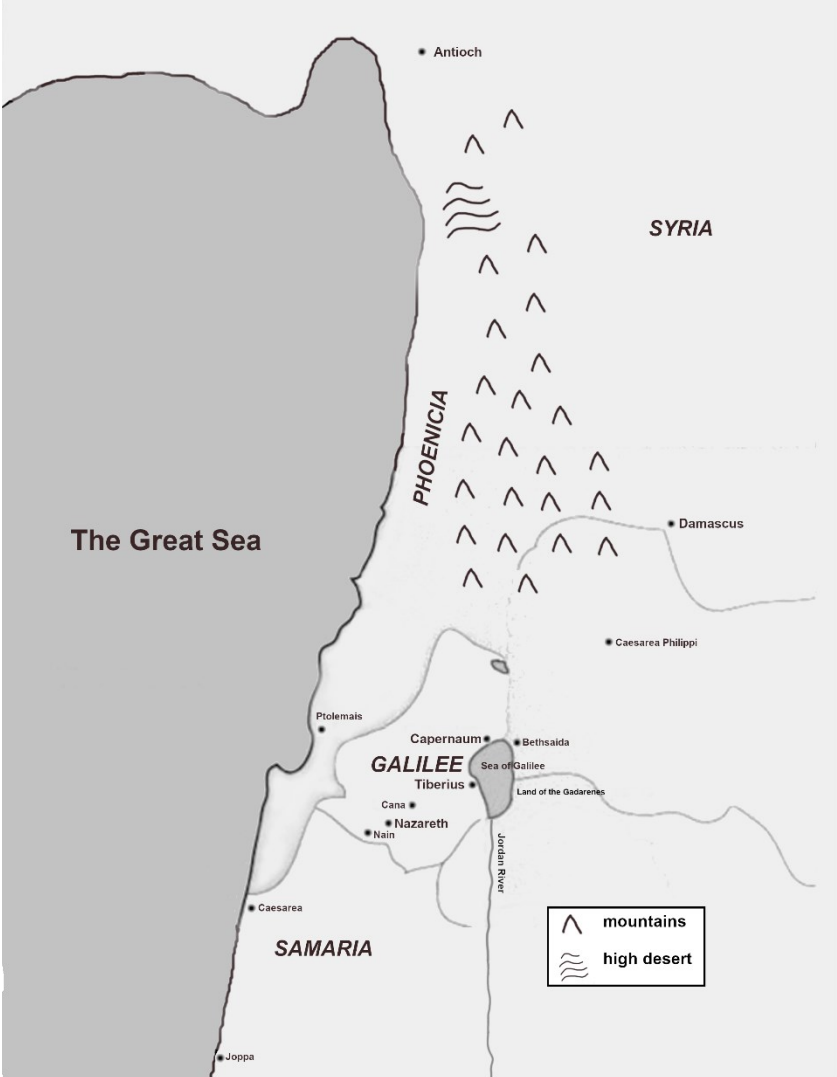 Antioch
SYRIA
PHOENICIA
The Great Sea
Damascus
Caesarea Philippi
Ptolemais
Capernaum
Bethsaida
GALILEE
Sea of Galilee
Tiberius
Land of the Gadarenes
Cana
Nazareth
Nain
Jordan River
Caesarea
SAMARIA
mountains
high desert
Joppa